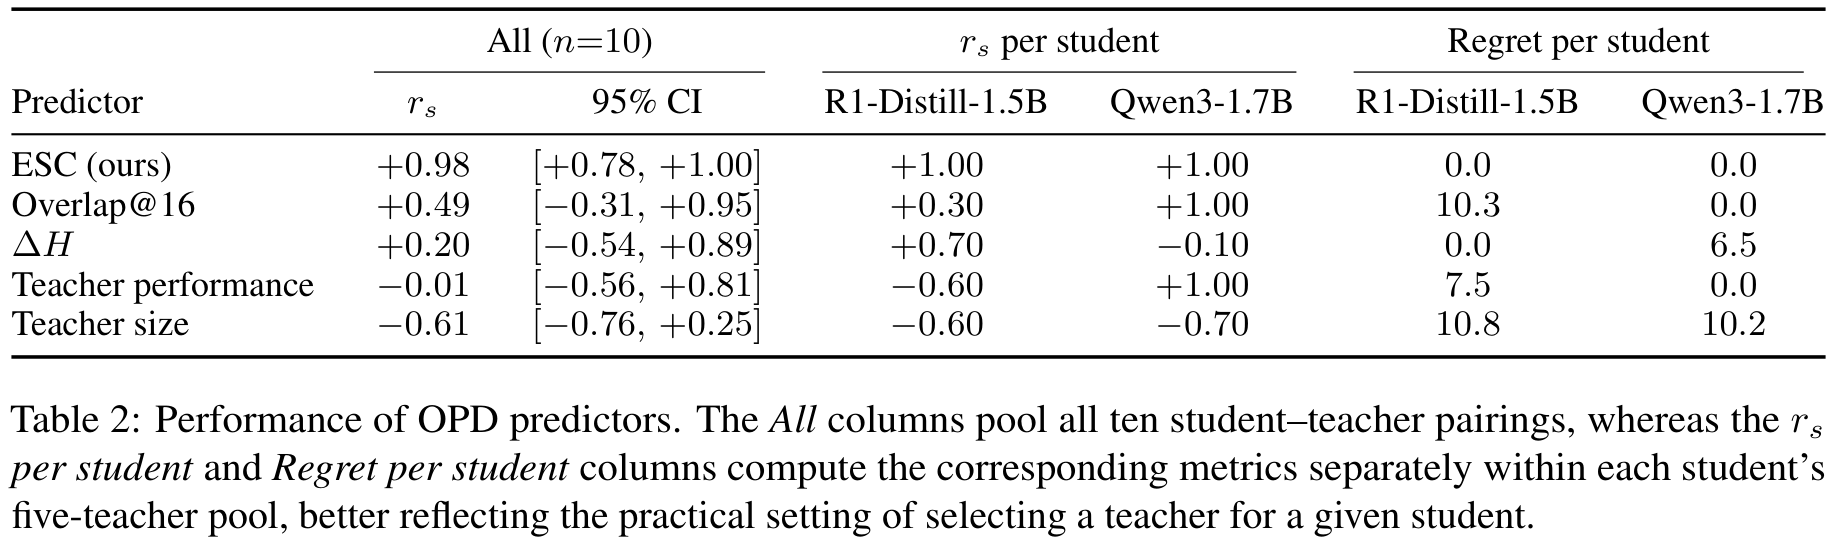 All (n=10) r_s per student Regret per student
Predictor r_s 95% CI R1-Distill-1.5B Qwen3-1.7B R1-Distill-1.5B Qwen3-1.7B
ESC (ours) +0.98 [+0.78, +1.00] +1.00 +1.00 0.0 0.0
Overlap@16 +0.49 [−0.31, +0.95] +0.30 +1.00 10.3 0.0
ΔH +0.20 [−0.54, +0.89] +0.70 −0.10 0.0 6.5
Teacher performance −0.01 [−0.56, +0.81] −0.60 +1.00 7.5 0.0
Teacher size −0.61 [−0.76, +0.25] −0.60 −0.70 10.8 10.2
Table 2: Performance of OPD predictors. The All columns pool all ten student–teacher pairings, whereas the r_s
per student and Regret per student columns compute the corresponding metrics separately within each student's
five-teacher pool, better reflecting the practical setting of selecting a teacher for a given student.